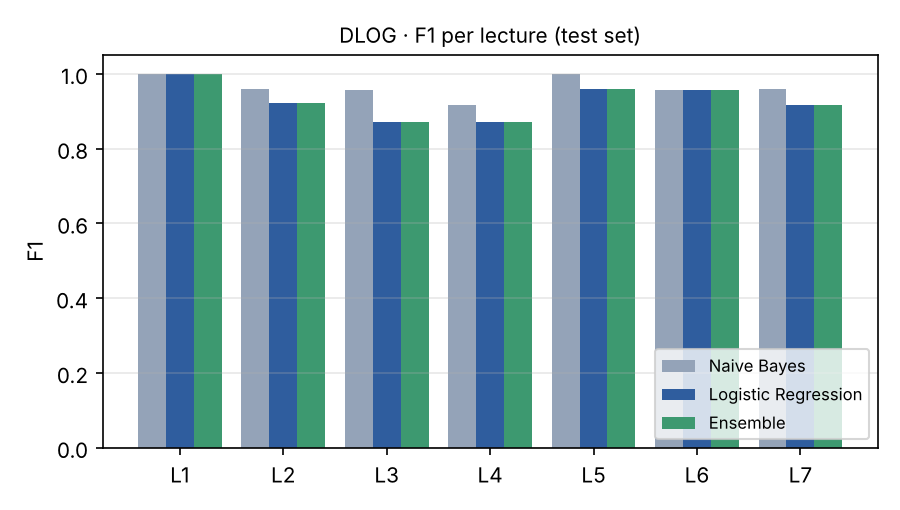 DLOG · F1 per lecture (test set)
F1
1.0
0.8
0.6
0.4
0.2
0.0
L1 L2 L3 L4 L5 L6 L7
Naive Bayes
Logistic Regression
Ensemble